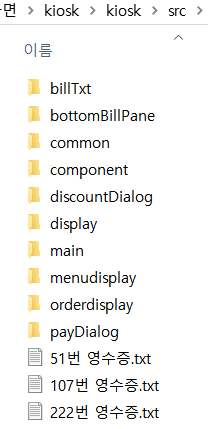 면 > kiosk > kiosk > src >
이름
billTxt
bottomBillPane
common
component
discountDialog
display
main
menudisplay
orderdisplay
payDialog
51번 영수증.txt
107번 영수증.txt
222번 영수증.txt